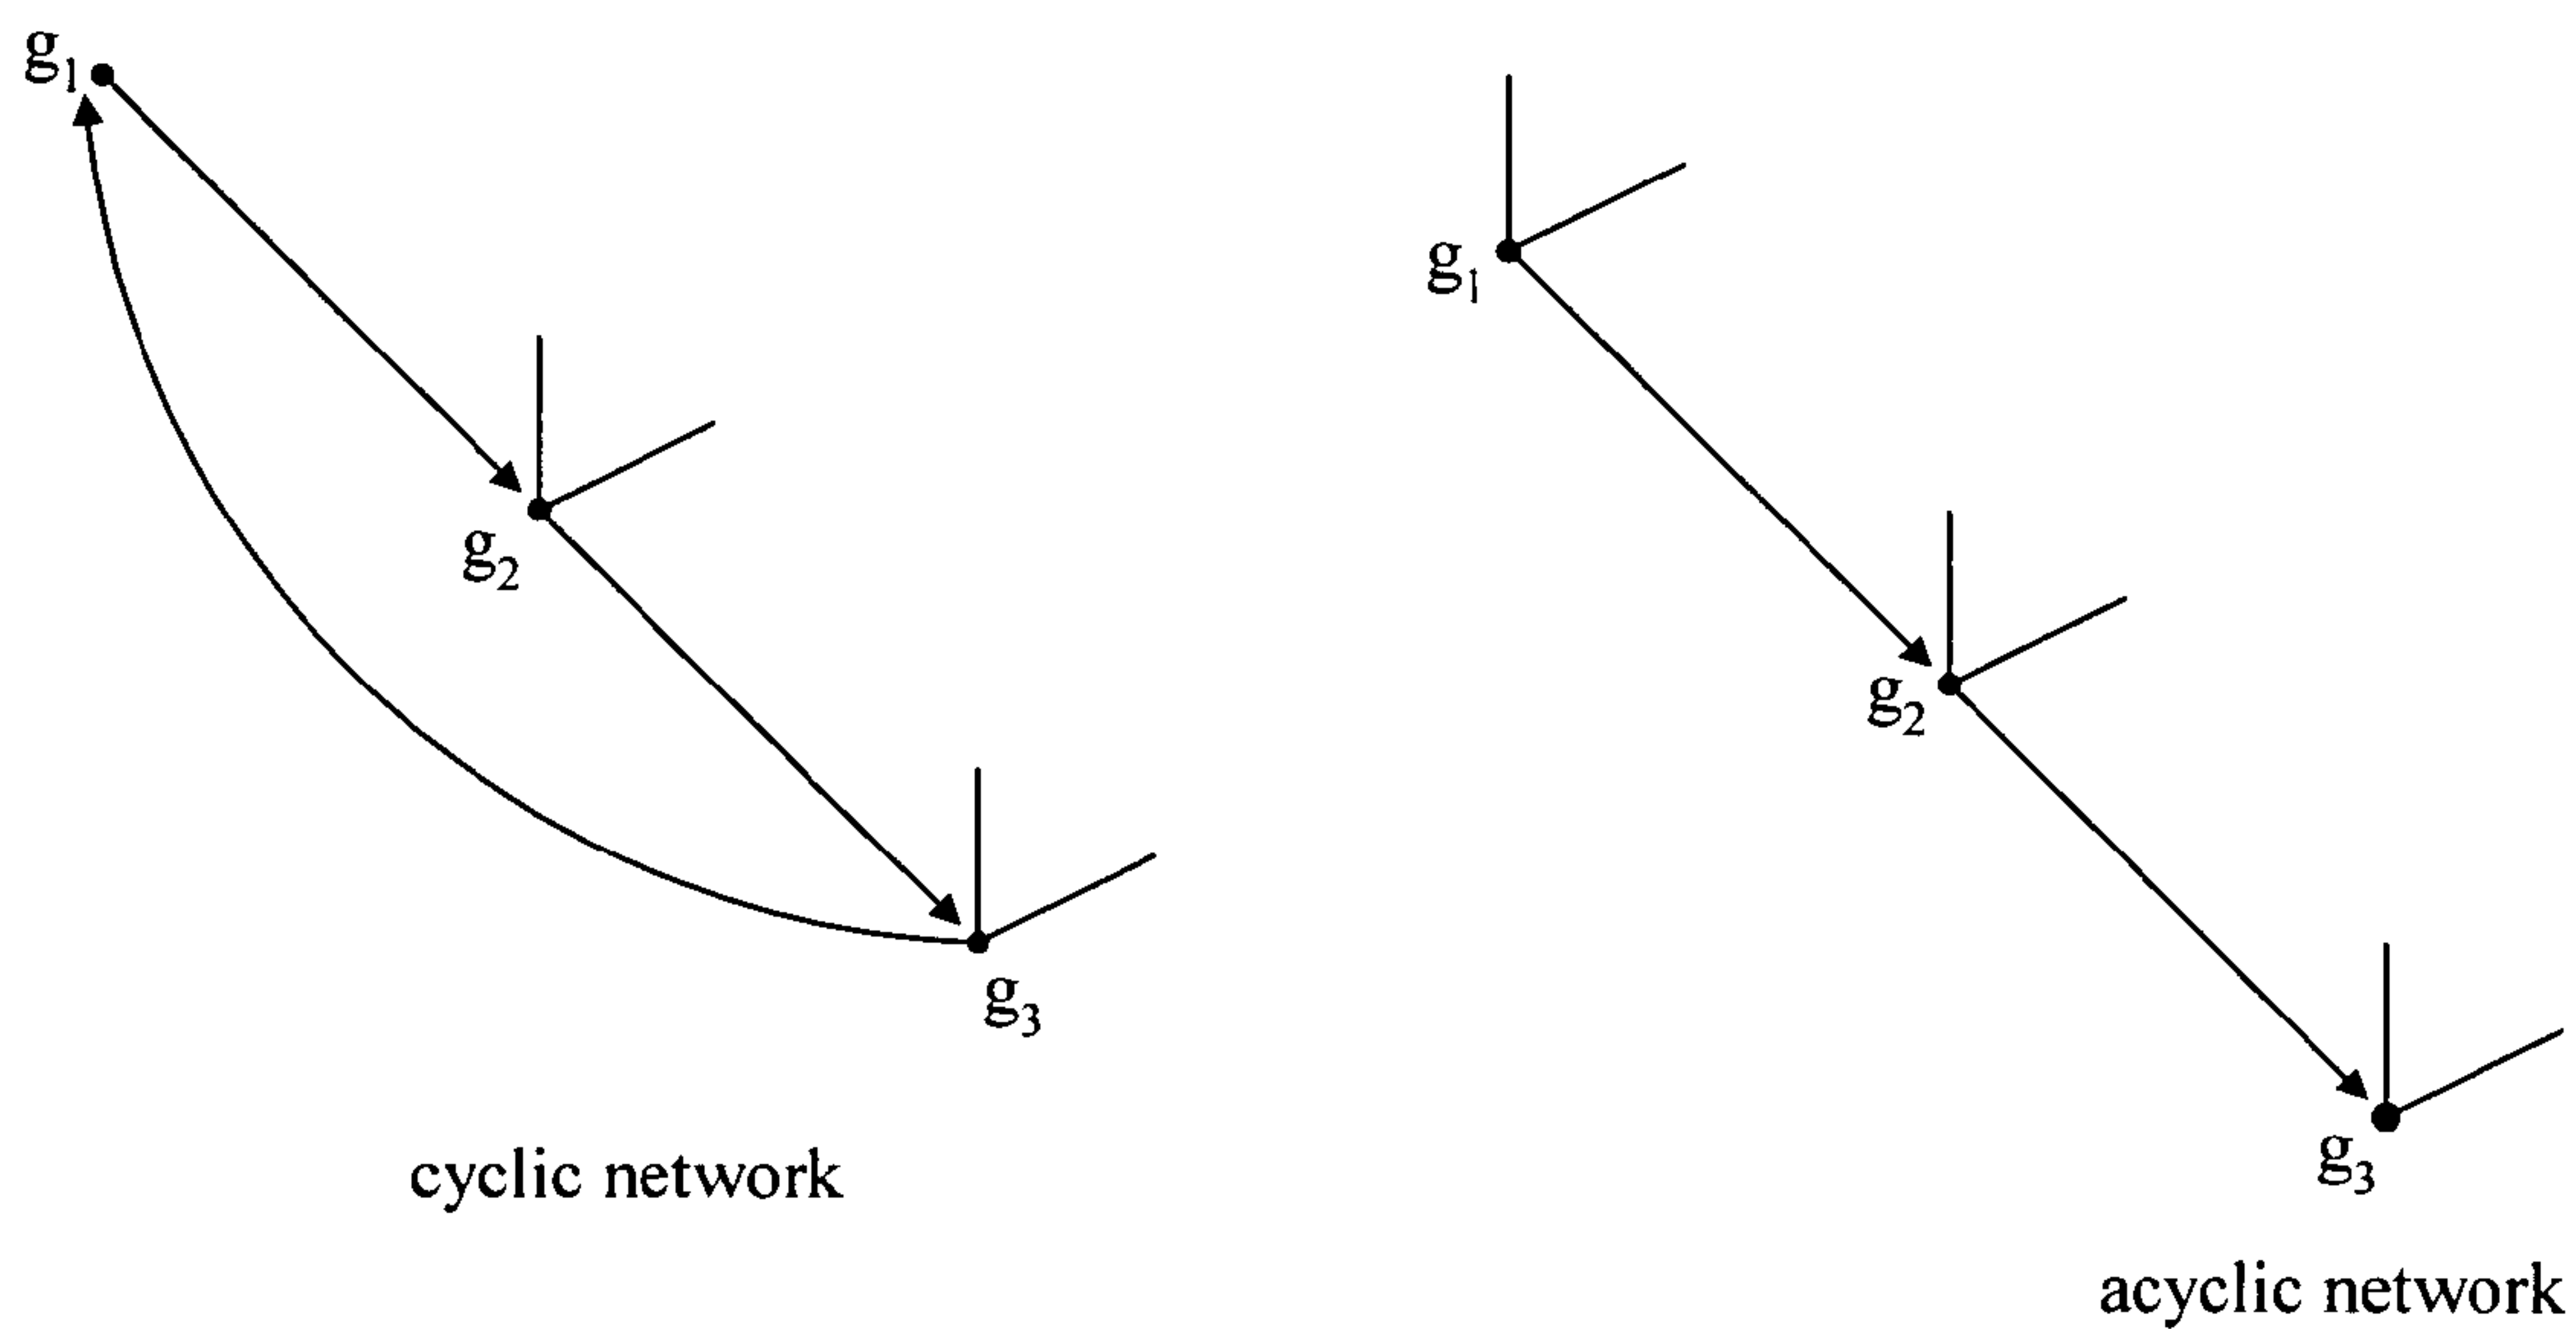 g₁
g₂
g₃
cyclic network
g₁
g₂
g₃
acyclic network